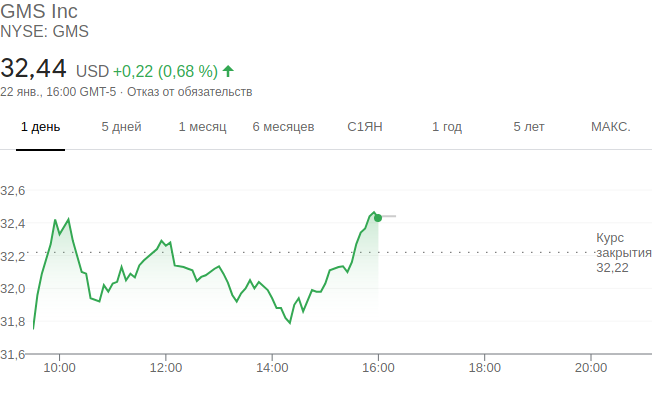 GMS Inc
NYSE: GMS
32,44 USD +0,22 (0,68 %)
22 янв., 16:00 GMT-5 · Отказ от обязательств
1 день 5 дней 1 месяц 6 месяцев С1ЯН 1 год 5 лет МАКС.
32,6
32,4
Курс
закрытия
32,22
32,2
32,0
31,8
31,6
10:00 12:00 14:00 16:00 18:00 20:00